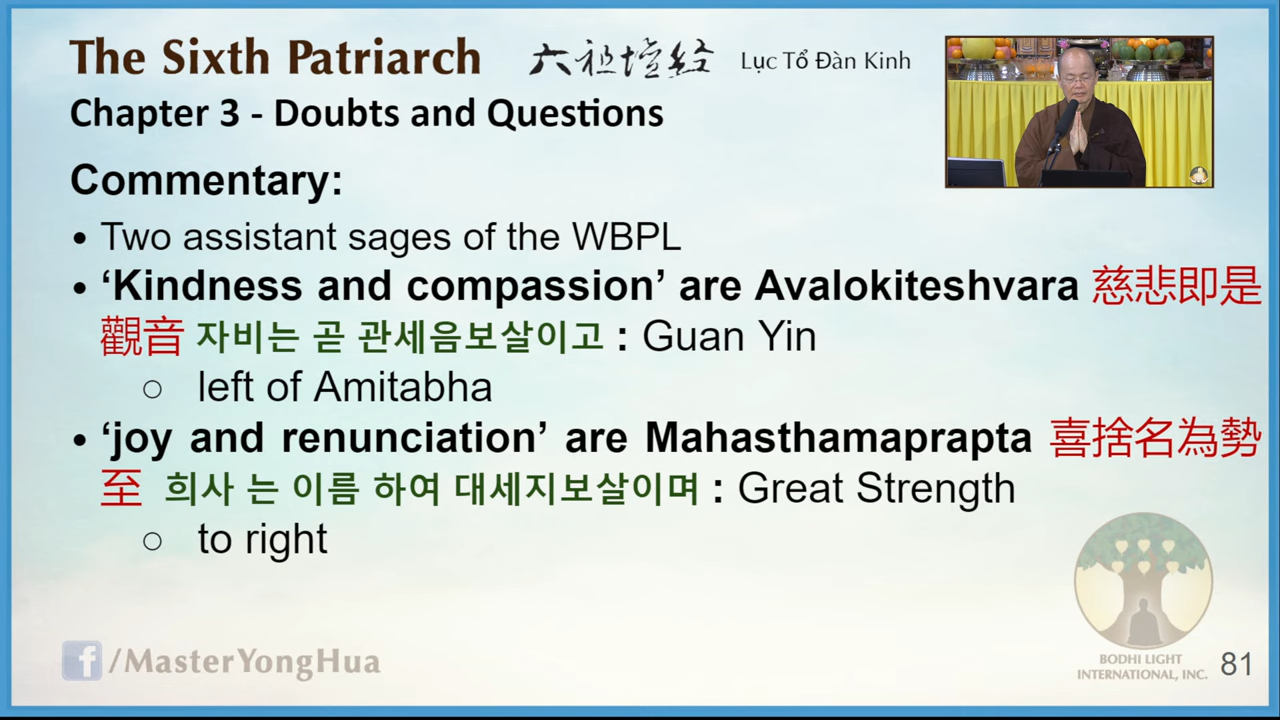 The Sixth Patriarch 六祖壇經 Lục Tổ Đàn Kinh
Chapter 3 - Doubts and Questions
Commentary:
• Two assistant sages of the WBPL
• ‘Kindness and compassion’ are Avalokiteshvara 慈悲即是
觀音 자비는 곧 관세음보살이고 : Guan Yin
○ left of Amitabha
• ‘joy and renunciation’ are Mahasthamaprapta 喜捨名為勢
至 희사 는 이름 하여 대세지보살이며 : Great Strength
○ to right
f /MasterYongHua
BODHI LIGHT
INTERNATIONAL, INC.
81